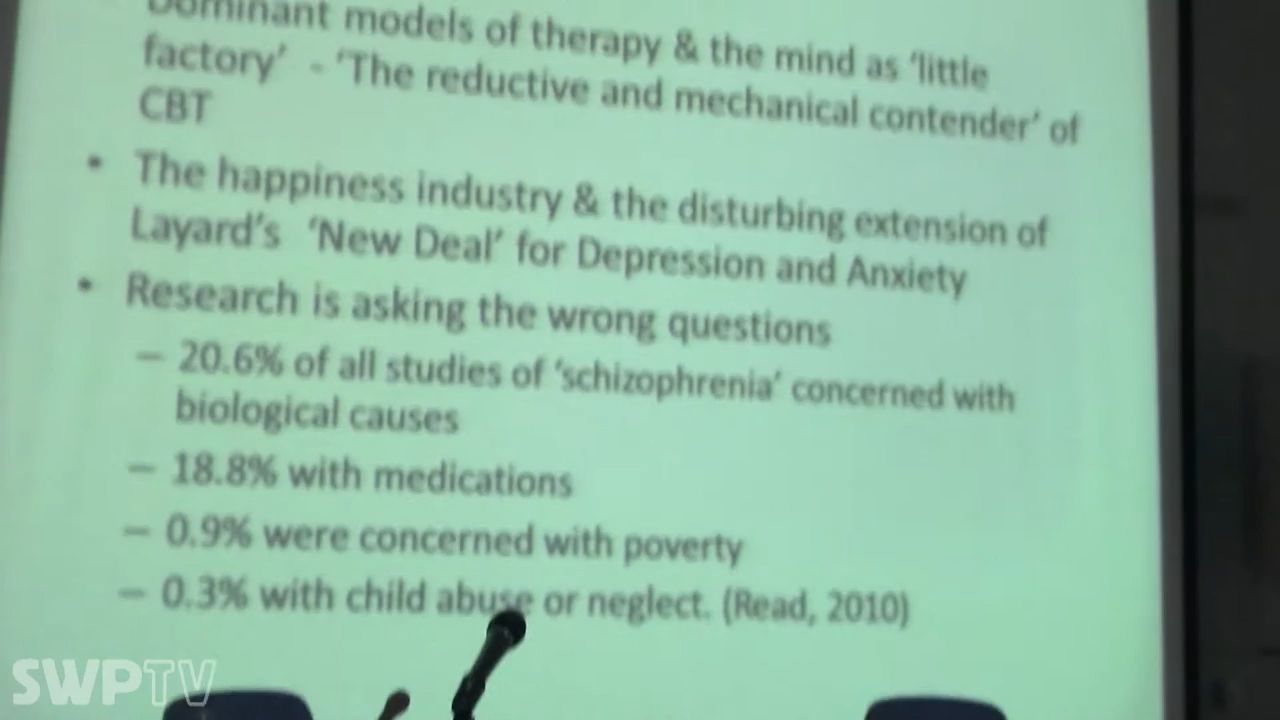 Dominant models of therapy & the mind as ‘little
factory’ - ‘The reductive and mechanical contender’ of
CBT
• The happiness industry & the disturbing extension of
Layard’s ‘New Deal’ for Depression and Anxiety
• Research is asking the wrong questions
– 20.6% of all studies of ‘schizophrenia’ concerned with
biological causes
– 18.8% with medications
– 0.9% were concerned with poverty
– 0.3% with child abuse or neglect. (Read, 2010)
SWPTV